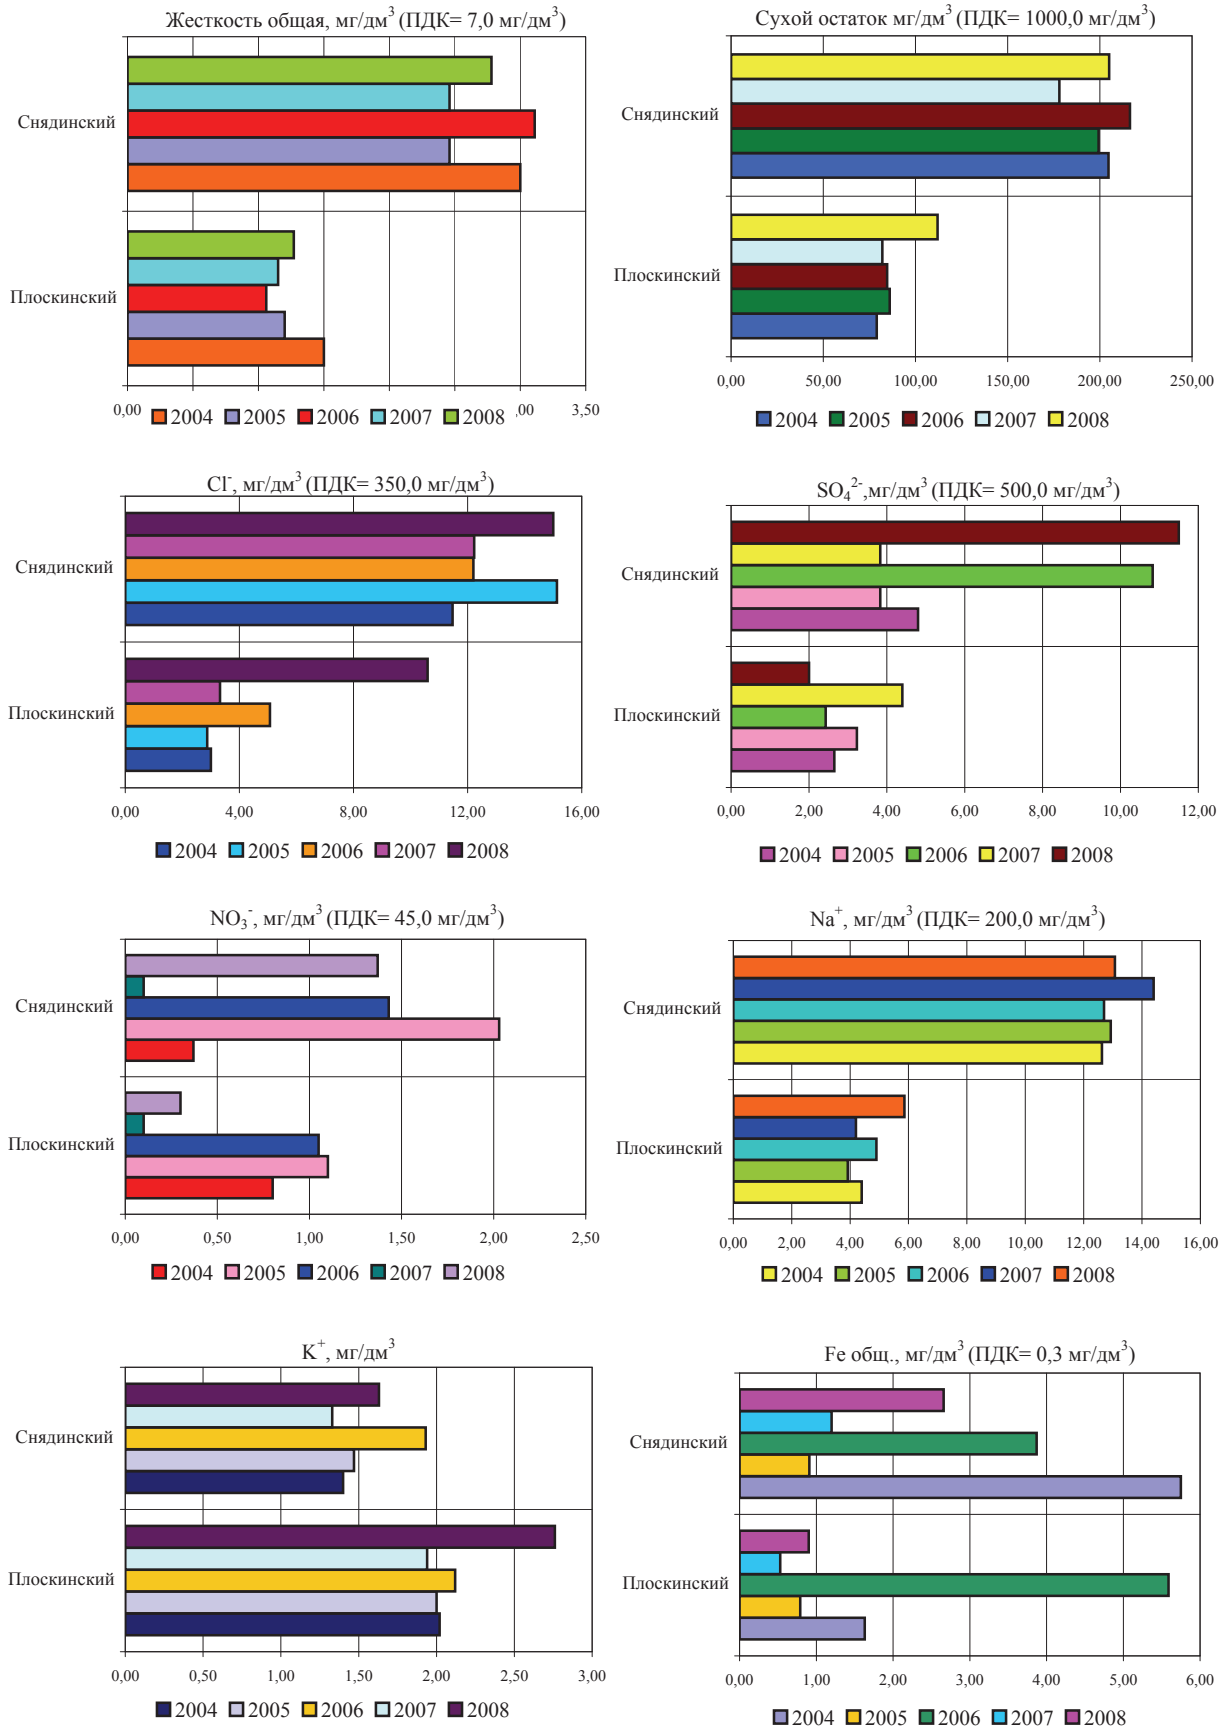 Жесткость общая, мг/дм³ (ПДК= 7,0 мг/дм³)
Снядинский
Плоскинский
0,00 ,00 3,50
2004 2005 2006 2007 2008
Сухой остаток мг/дм³ (ПДК= 1000,0 мг/дм³)
Снядинский
Плоскинский
0,00 50,00 100,00 150,00 200,00 250,00
2004 2005 2006 2007 2008
Cl⁻, мг/дм³ (ПДК= 350,0 мг/дм³)
Снядинский
Плоскинский
0,00 4,00 8,00 12,00 16,00
2004 2005 2006 2007 2008
SO₄²⁻,мг/дм³ (ПДК= 500,0 мг/дм³)
Снядинский
Плоскинский
0,00 2,00 4,00 6,00 8,00 10,00 12,00
2004 2005 2006 2007 2008
NO₃⁻, мг/дм³ (ПДК= 45,0 мг/дм³)
Снядинский
Плоскинский
0,00 0,50 1,00 1,50 2,00 2,50
2004 2005 2006 2007 2008
Na⁺, мг/дм³ (ПДК= 200,0 мг/дм³)
Снядинский
Плоскинский
0,00 2,00 4,00 6,00 8,00 10,00 12,00 14,00 16,00
2004 2005 2006 2007 2008
K⁺, мг/дм³
Снядинский
Плоскинский
0,00 0,50 1,00 1,50 2,00 2,50 3,00
2004 2005 2006 2007 2008
Fe общ., мг/дм³ (ПДК= 0,3 мг/дм³)
Снядинский
Плоскинский
0,00 1,00 2,00 3,00 4,00 5,00 6,00
2004 2005 2006 2007 2008